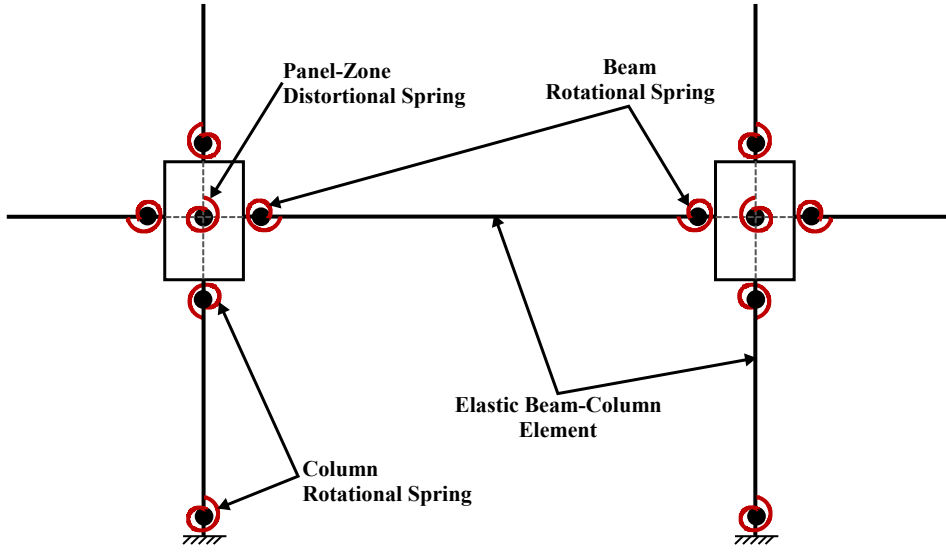 Panel-Zone
Distortional Spring
Beam
Rotational Spring
Elastic Beam-Column
Element
Column
Rotational Spring